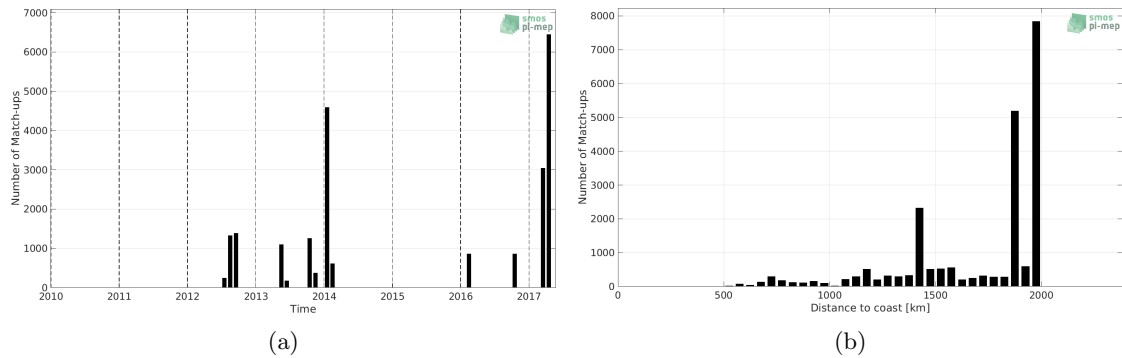 7000
6000
5000
4000
3000
2000
1000
0
Number of Match-ups
2010 2011 2012 2013 2014 2015 2016 2017
Time
smos
pi-mep
(a)
8000
7000
6000
5000
4000
3000
2000
1000
0
Number of Match-ups
0 500 1000 1500 2000
Distance to coast [km]
smos
pi-mep
(b)